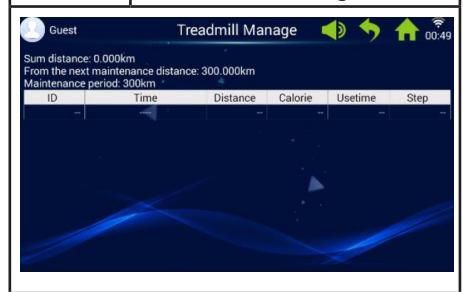 Guest Treadmill Manage 00:49
Sum distance: 0.000km
From the next maintenance distance: 300.000km
Maintenance period: 300km
ID Time Distance Calorie Usetime Step
-- ---- -- -- -- --